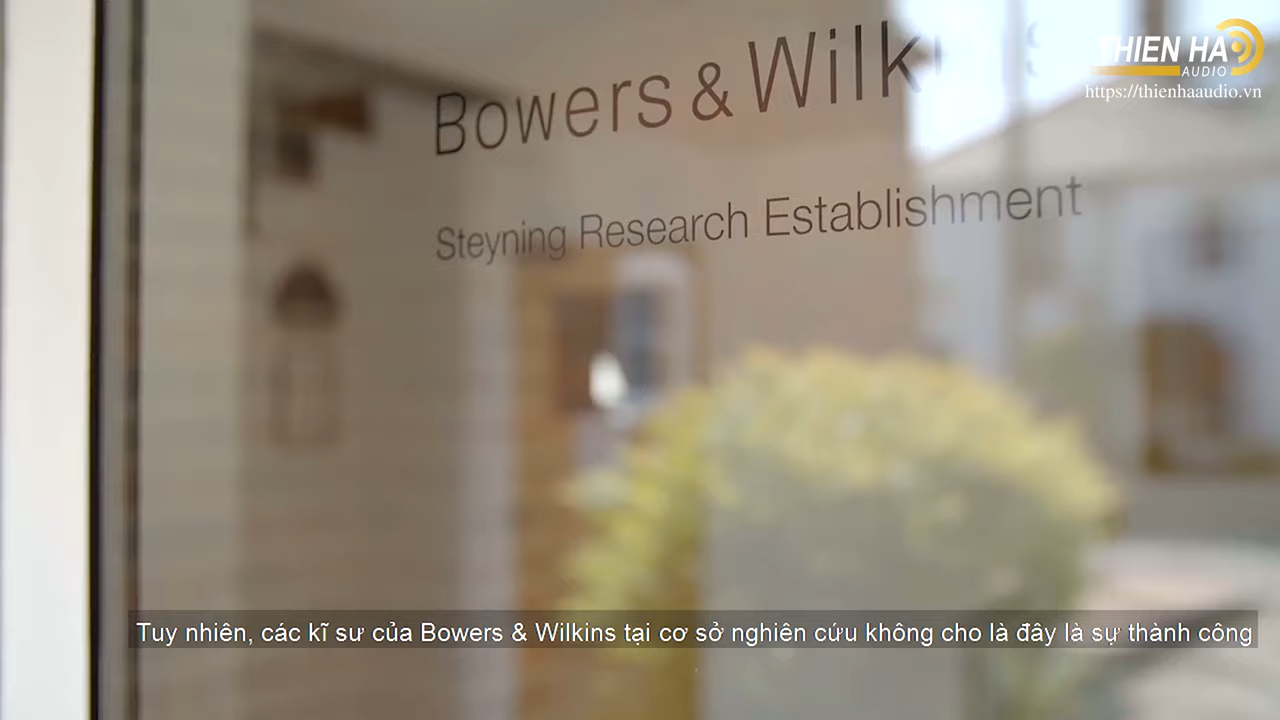 Bowers & Wilkins
Steyning Research Establishment
THIEN HA
AUDIO
https://thienhaaudio.vn
Tuy nhiên, các kĩ sư của Bowers & Wilkins tại cơ sở nghiên cứu không cho là đây là sự thành công